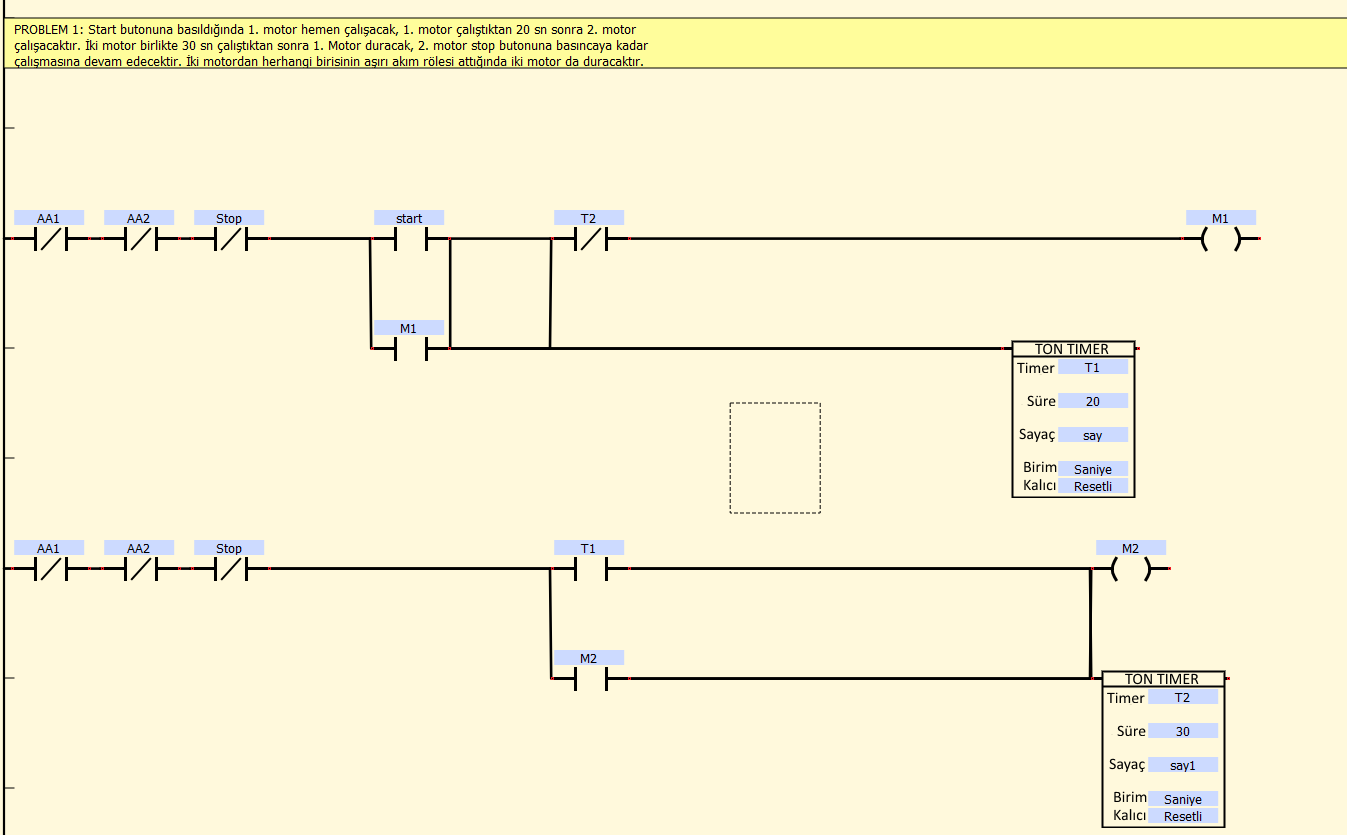 PROBLEM 1: Start butonuna basıldığında 1. motor hemen çalışacak, 1. motor çalıştıktan 20 sn sonra 2. motor
çalışacaktır. İki motor birlikte 30 sn çalıştıktan sonra 1. Motor duracak, 2. motor stop butonuna basıncaya kadar
çalışmasına devam edecektir. İki motordan herhangi birisinin aşırı akım rölesi attığında iki motor da duracaktır.
AA1 AA2 Stop start T2 M1
M1
TON TIMER
Timer T1
Süre 20
Sayaç say
Birim Saniye
Kalıcı Resetli
AA1 AA2 Stop T1 M2
M2
TON TIMER
Timer T2
Süre 30
Sayaç say1
Birim Saniye
Kalıcı Resetli